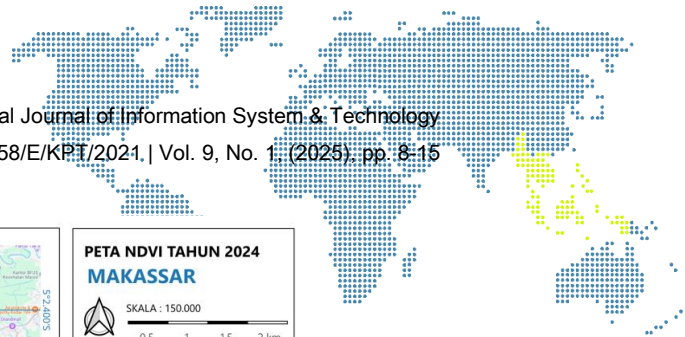 al Journal of Information System & Technology
58/E/KPT/2021 | Vol. 9, No. 1, (2025), pp. 8-15
5°2.400'S
PETA NDVI TAHUN 2024
MAKASSAR
SKALA : 150.000
0.5 1 1.5 2 km